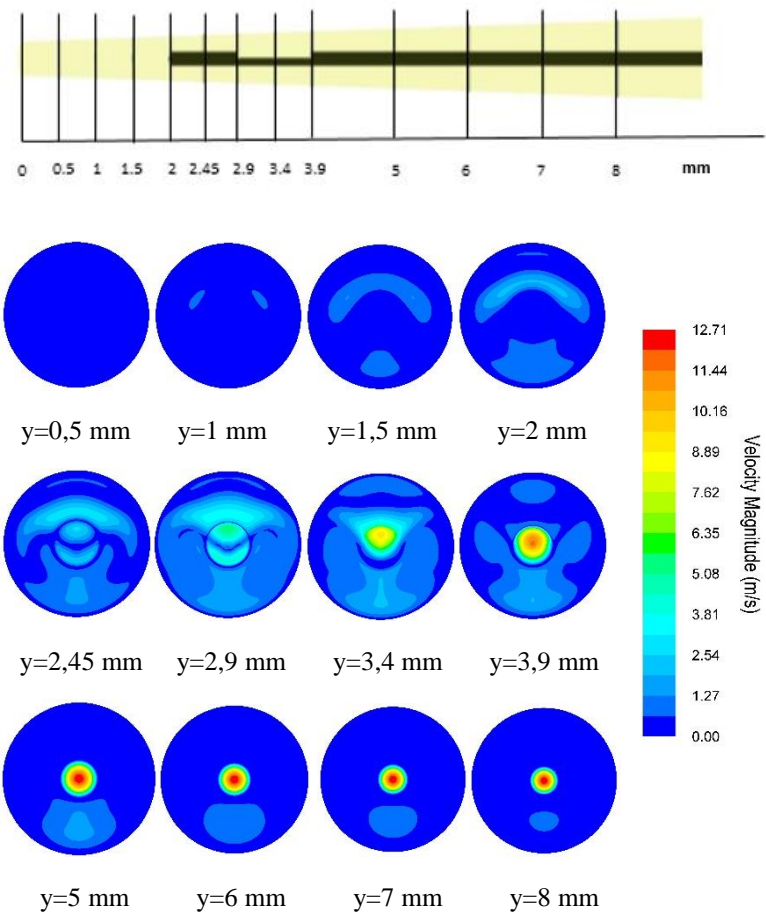 0 0.5 1 1.5 2 2.45 2.9 3.4 3.9 5 6 7 8 mm
y=0,5 mm y=1 mm y=1,5 mm y=2 mm
y=2,45 mm y=2,9 mm y=3,4 mm y=3,9 mm
y=5 mm y=6 mm y=7 mm y=8 mm
12.71
11.44
10.16
8.89
7.62
6.35
5.08
3.81
2.54
1.27
0.00
Velocity Magnitude (m/s)